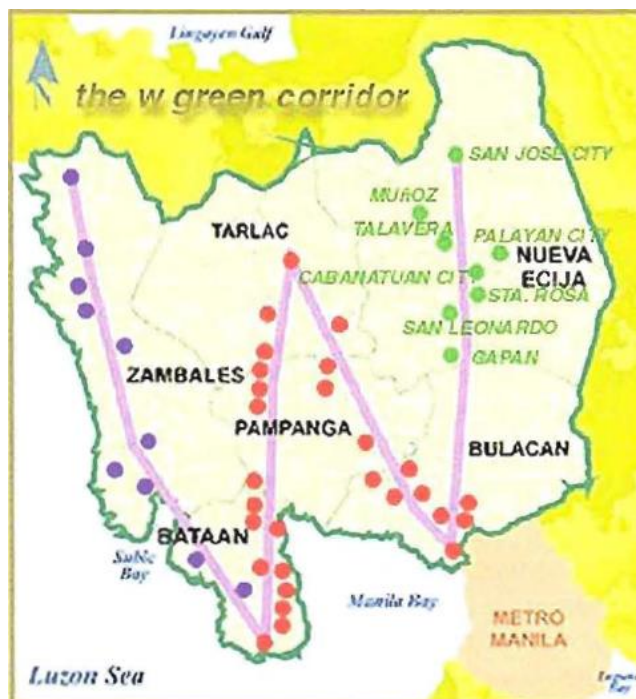 Lingayen Gulf
the w green corridor
SAN JOSE CITY
MUñOZ
TARLAC
TALAVERA
PALAYAN CITY
NUEVA
ECIJA
CABANATUAN CITY
STA. ROSA
SAN LEONARDO
GAPAN
ZAMBALES
PAMPANGA
BULACAN
BATAAN
Subic
Bay
Manila Bay
METRO
MANILA
Luzon Sea
Bay